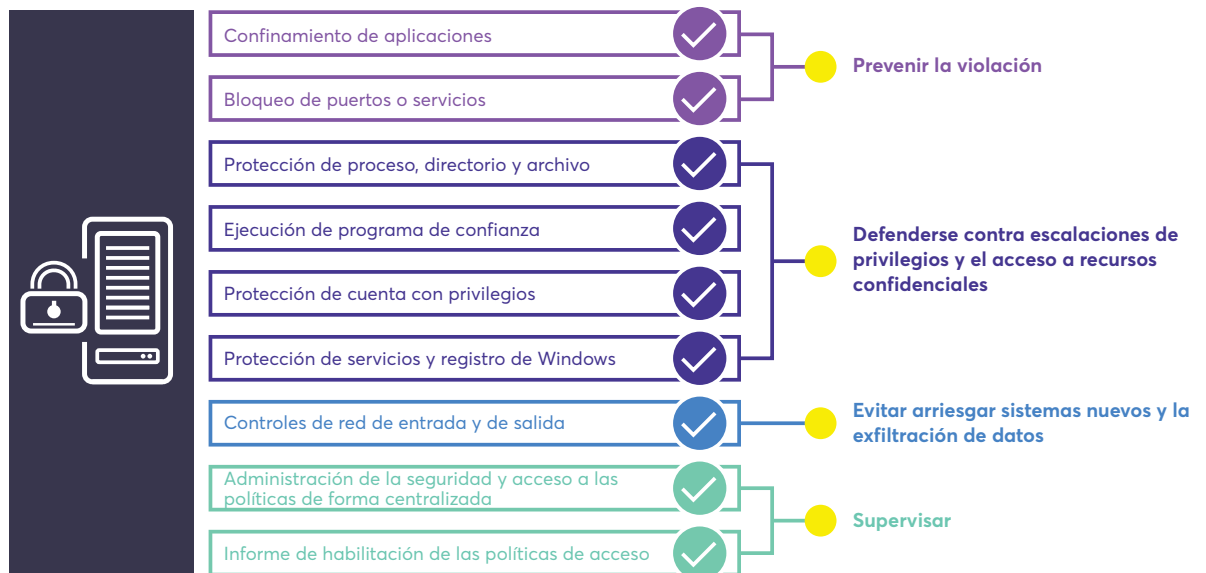 Confinamiento de aplicaciones
Bloqueo de puertos o servicios
Prevenir la violación
Protección de proceso, directorio y archivo
Ejecución de programa de confianza
Protección de cuenta con privilegios
Protección de servicios y registro de Windows
Defenderse contra escalaciones de
privilegios y el acceso a recursos
confidenciales
Controles de red de entrada y de salida
Evitar arriesgar sistemas nuevos y la
exfiltración de datos
Administración de la seguridad y acceso a las
políticas de forma centralizada
Informe de habilitación de las políticas de acceso
Supervisar